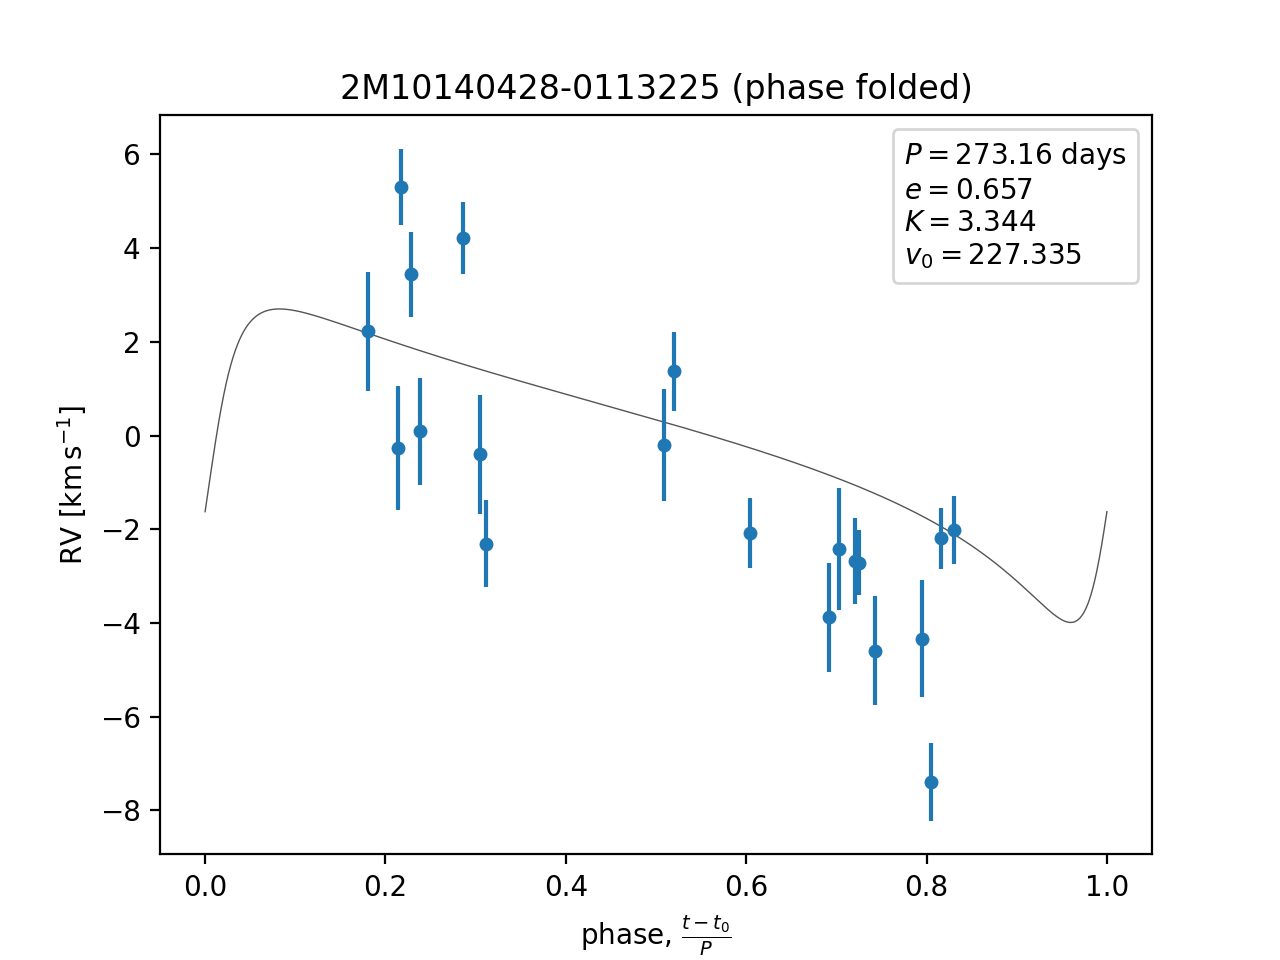 2M10140428-0113225 (phase folded)
P = 273.16 days
e = 0.657
K = 3.344
v₀ = 227.335
6
4
2
0
−2
−4
−6
−8
RV [km s⁻¹]
0.0 0.2 0.4 0.6 0.8 1.0
phase, (t − t₀)/P